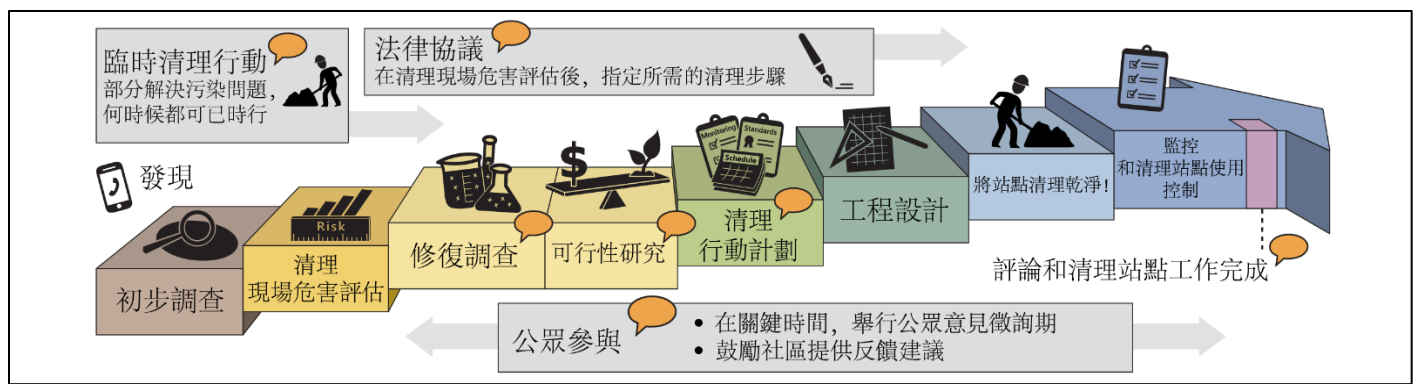 臨時清理行動
部分解決污染問題,
何時候都可已時行
法律協議
在清理現場危害評估後，指定所需的清理步驟
發現
初步調查
Risk
清理
現場危害評估
修復調查
可行性研究
Monitoring
Standards
Schedule
清理
行動計劃
工程設計
將站點清理乾淨!
監控
和清理站點使用
控制
評論和清理站點工作完成
公眾參與
• 在關鍵時間，舉行公眾意見徵詢期
• 鼓勵社區提供反饋建議